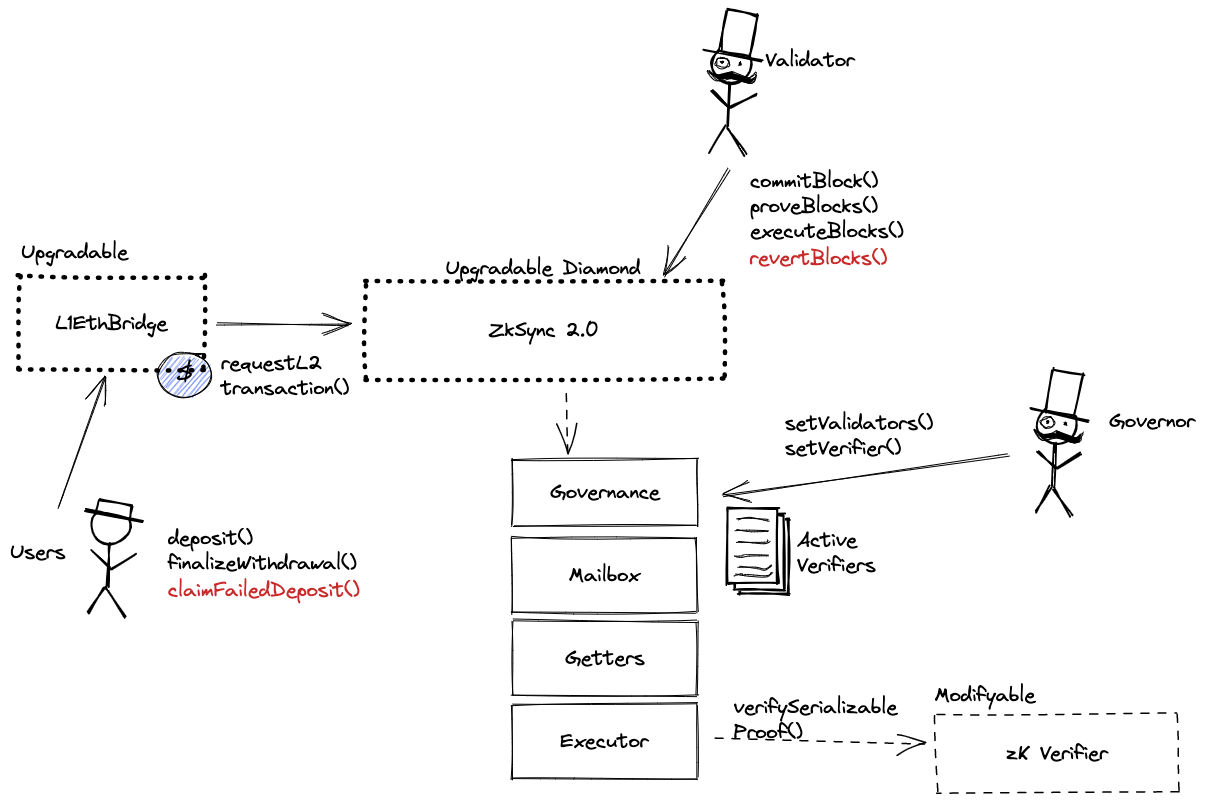 Validator
commitBlock()
proveBlocks()
executeBlocks()
revertBlocks()
Upgradable
L1EthBridge
$
requestL2
transaction()
Upgradable Diamond
ZkSync 2.0
Users
deposit()
finalizeWithdrawal()
claimFailedDeposit()
Governor
setValidators()
setVerifier()
Governance
Mailbox
Getters
Executor
Active
Verifiers
verifySerializable
Proof()
Modifyable
zK Verifier